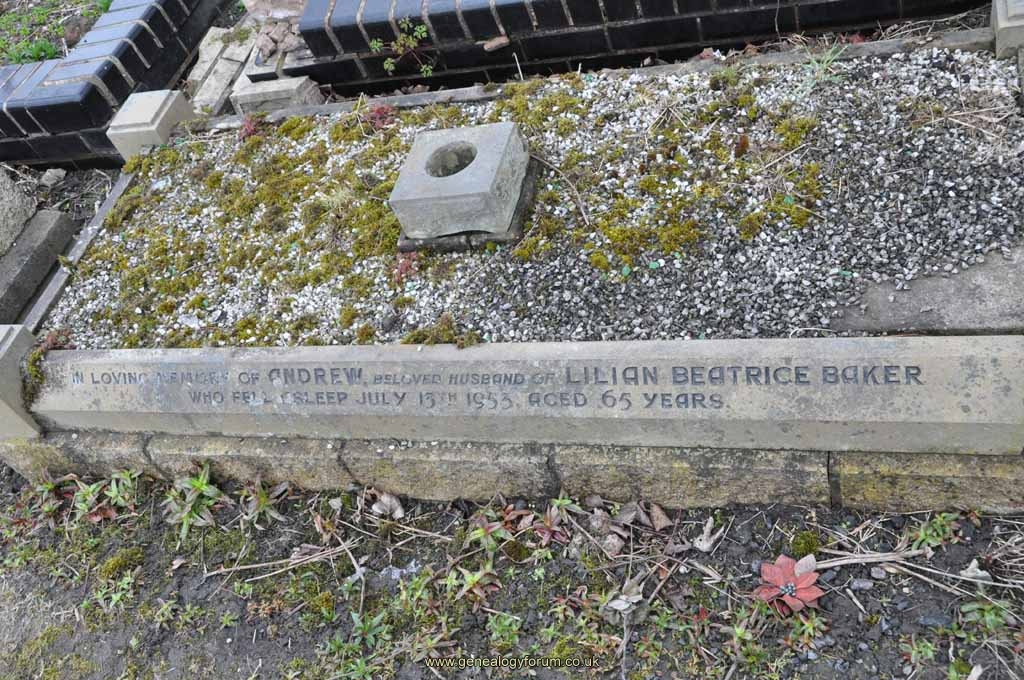 IN LOVING MEMORY OF ANDREW, BELOVED HUSBAND OF LILIAN BEATRICE BAKER
WHO FELL ASLEEP JULY 13TH 1953, AGED 65 YEARS.
www.genealogyforum.co.uk